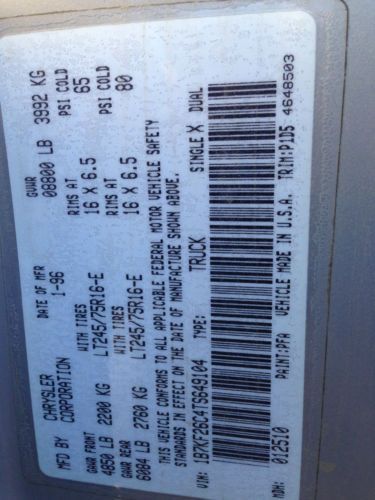 MFD BY CHRYSLER CORPORATION
DATE OF MFR 1-96
GVWR 08800 LB 3992 KG
GAWR FRONT WITH TIRES RIMS AT PSI COLD
4850 LB 2200 KG LT245/75R16-E 16 X 6.5 65
GAWR REAR WITH TIRES RIMS AT PSI COLD
6084 LB 2760 KG LT245/75R16-E 16 X 6.5 80
THIS VEHICLE CONFORMS TO ALL APPLICABLE FEDERAL MOTOR VEHICLE SAFETY
STANDARDS IN EFFECT ON THE DATE OF MANUFACTURE SHOWN ABOVE.
VIN: 1B7KF26C4TS649104 TYPE: TRUCK SINGLE X DUAL
MDH: 012510 PAINT: PFA VEHICLE MADE IN U.S.A. TRIM: P1D5 4648503